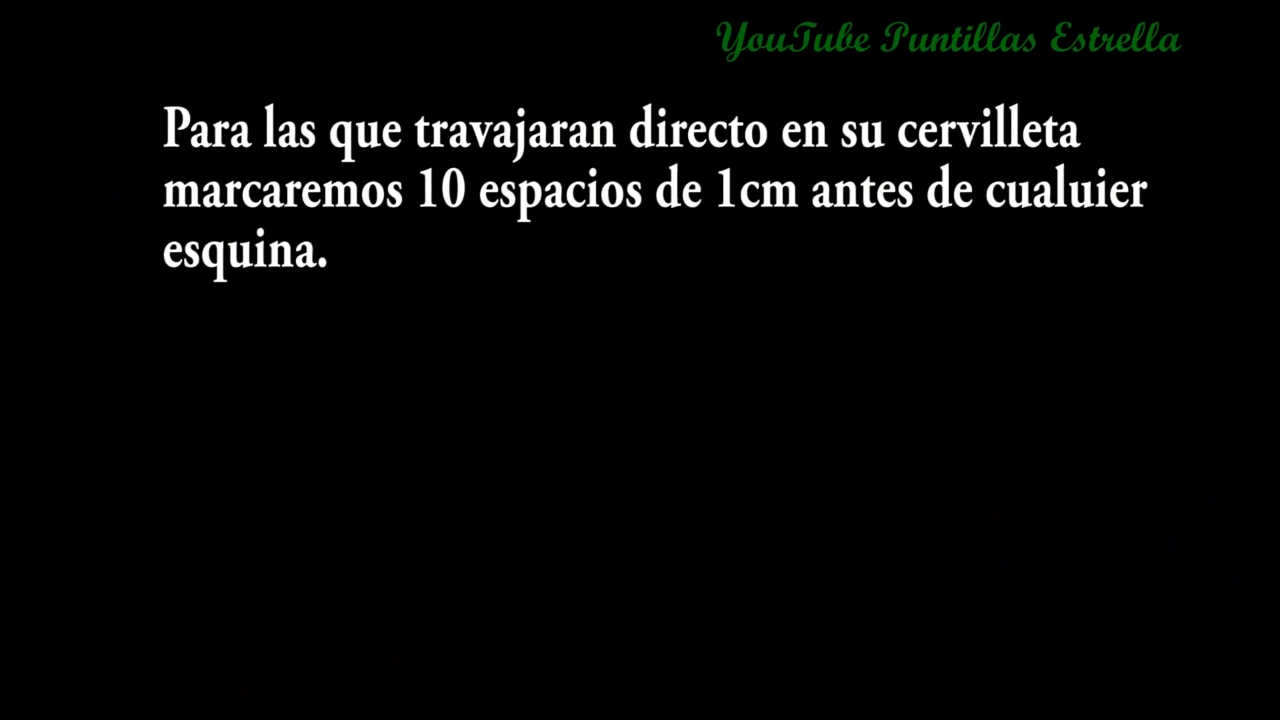 YouTube Puntillas Estrella
Para las que travajaran directo en su cervilleta
marcaremos 10 espacios de 1cm antes de cualuier
esquina.